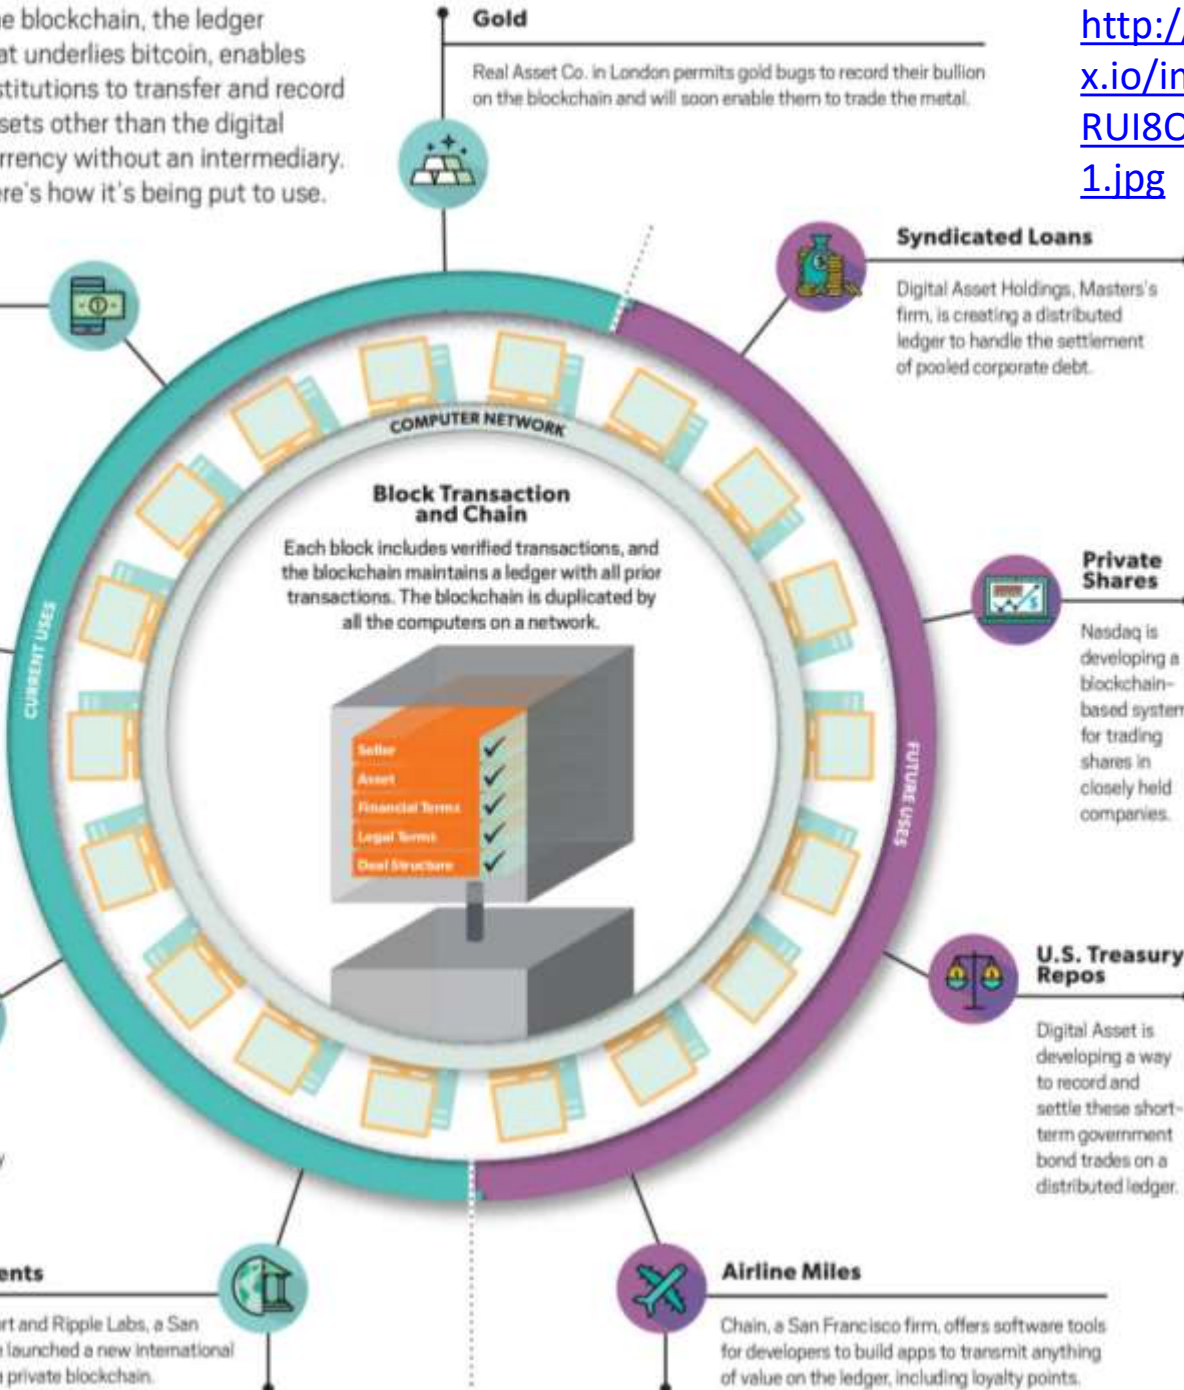 e blockchain, the ledger
at underlies bitcoin, enables
stitutions to transfer and record
sets other than the digital
rrency without an intermediary.
ere's how it's being put to use.
Gold
Real Asset Co. in London permits gold bugs to record their bullion
on the blockchain and will soon enable them to trade the metal.
http://
x.io/in
RUI8O
1.jpg
Syndicated Loans
Digital Asset Holdings, Masters's
firm, is creating a distributed
ledger to handle the settlement
of pooled corporate debt.
COMPUTER NETWORK
Block Transaction
and Chain
Each block includes verified transactions, and
the blockchain maintains a ledger with all prior
transactions. The blockchain is duplicated by
all the computers on a network.
CURRENT USES
Seller
Asset
Financial Terms
Legal Terms
Deal Structure
FUTURE USES
Private
Shares
Nasdaq is
developing a
blockchain-
based system
for trading
shares in
closely held
companies.
U.S. Treasury
Repos
Digital Asset is
developing a way
to record and
settle these short-
term government
bond trades on a
distributed ledger.
y
ents
rt and Ripple Labs, a San
e launched a new international
a private blockchain.
Airline Miles
Chain, a San Francisco firm, offers software tools
for developers to build apps to transmit anything
of value on the ledger, including loyalty points.